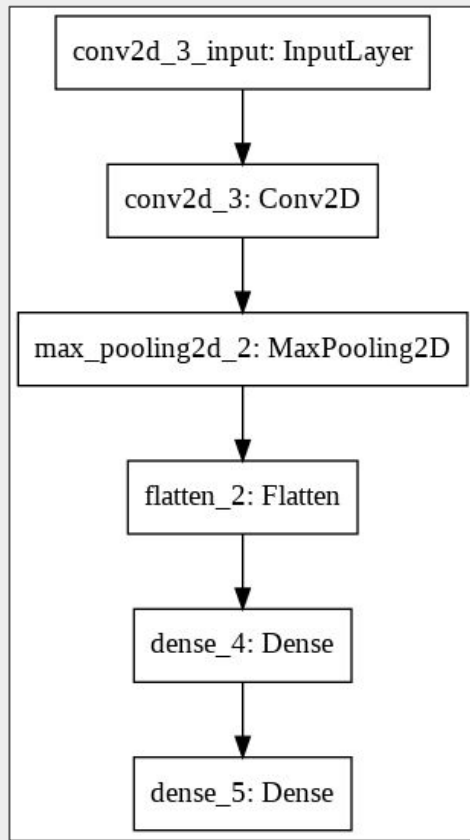 conv2d_3_input: InputLayer
conv2d_3: Conv2D
max_pooling2d_2: MaxPooling2D
flatten_2: Flatten
dense_4: Dense
dense_5: Dense